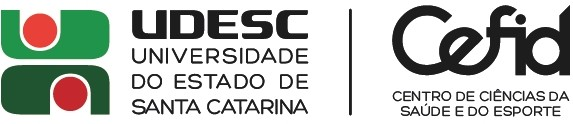 UDESC
UNIVERSIDADE
DO ESTADO DE
SANTA CATARINA
Cefid
CENTRO DE CIÊNCIAS DA
SAÚDE E DO ESPORTE